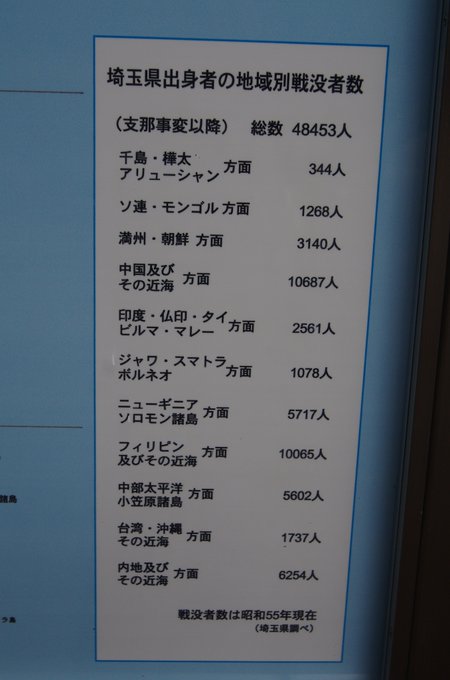 埼玉県出身者の地域別戦没者数
(支那事変以降) 総数 48453人
千島・樺太
アリューシャン 方面 344人
ソ連・モンゴル 方面 1268人
満州・朝鮮 方面 3140人
中国及び
その近海 方面 10687人
印度・仏印・タイ
ビルマ・マレー 方面 2561人
ジャワ・スマトラ
ボルネオ 方面 1078人
ニューギニア
ソロモン諸島 方面 5717人
フィリピン
及びその近海 方面 10065人
中部太平洋
小笠原諸島 方面 5602人
台湾・沖縄
その近海 方面 1737人
内地及び
その近海 方面 6254人
戦没者数は昭和55年現在
(埼玉県調べ)
諸島
ラ島